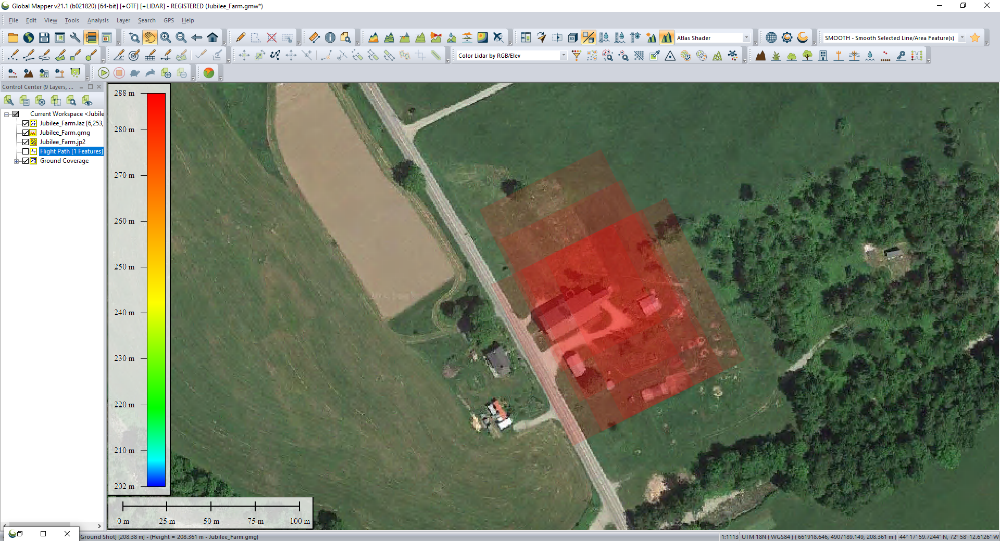 Global Mapper v21.1 (b021820) [64-bit] [+OTF] [+LIDAR] - REGISTERED (Jubilee_Farm.gmw*)
File Edit View Tools Analysis Layer Search GPS Help
Atlas Shader
SMOOTH - Smooth Selected Line/Area Feature(s)
Color Lidar by RGB/Elev
Control Center (9 Layers, ...
Current Workspace <Jubile
Jubilee_Farm.laz [6,253,
Jubilee_Farm.gmg
Jubilee_Farm.jp2
Flight Path [1 Features]
Ground Coverage
288 m
280 m
270 m
260 m
250 m
240 m
230 m
220 m
210 m
202 m
0 m 25 m 50 m 75 m 100 m
Ground Shot] [208.38 m] - (Height = 208.361 m - Jubilee_Farm.gmg)
1:1113 UTM 18N ( WGS84 ) ( 661918.646, 4907189.149, 208.361 m ) 44° 17' 59.7244" N, 72° 58' 12.6126" W